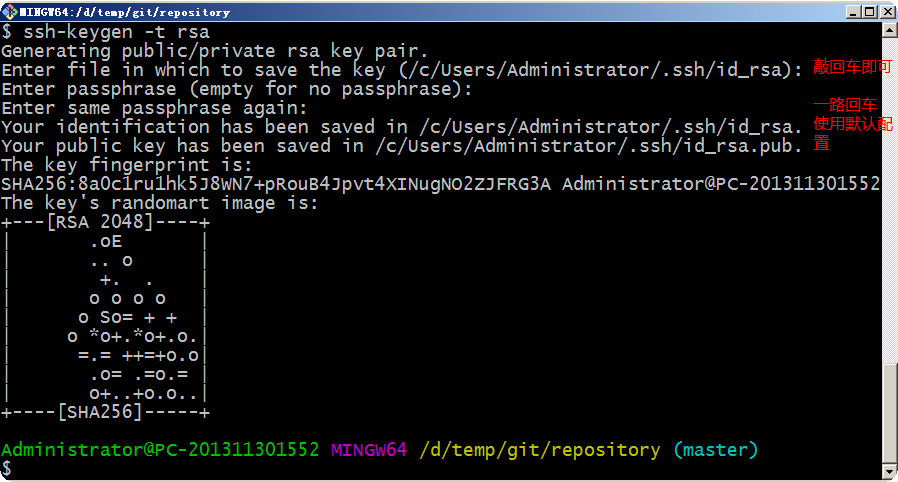 MINGW64:/d/temp/git/repository
$ ssh-keygen -t rsa
Generating public/private rsa key pair.
Enter file in which to save the key (/c/Users/Administrator/.ssh/id_rsa): 敲回车即可
Enter passphrase (empty for no passphrase):
Enter same passphrase again: 一路回车
Your identification has been saved in /c/Users/Administrator/.ssh/id_rsa. 使用默认配
Your public key has been saved in /c/Users/Administrator/.ssh/id_rsa.pub. 置
The key fingerprint is:
SHA256:8a0c1ru1hk5J8WN7+pRouB4Jpvt4XINugNO2ZJFRG3A Administrator@PC-201311301552
The key's randomart image is:
+---[RSA 2048]----+
|       .oE       |
|       .. o      |
|        +.  .    |
|       o o o o   |
|      o So= + +  |
|     o *o+.*o+.o.|
|      =.= ++=+o.o|
|       .o= .=o.= |
|       o+..+o.o..|
+----[SHA256]-----+
Administrator@PC-201311301552 MINGW64 /d/temp/git/repository (master)
$